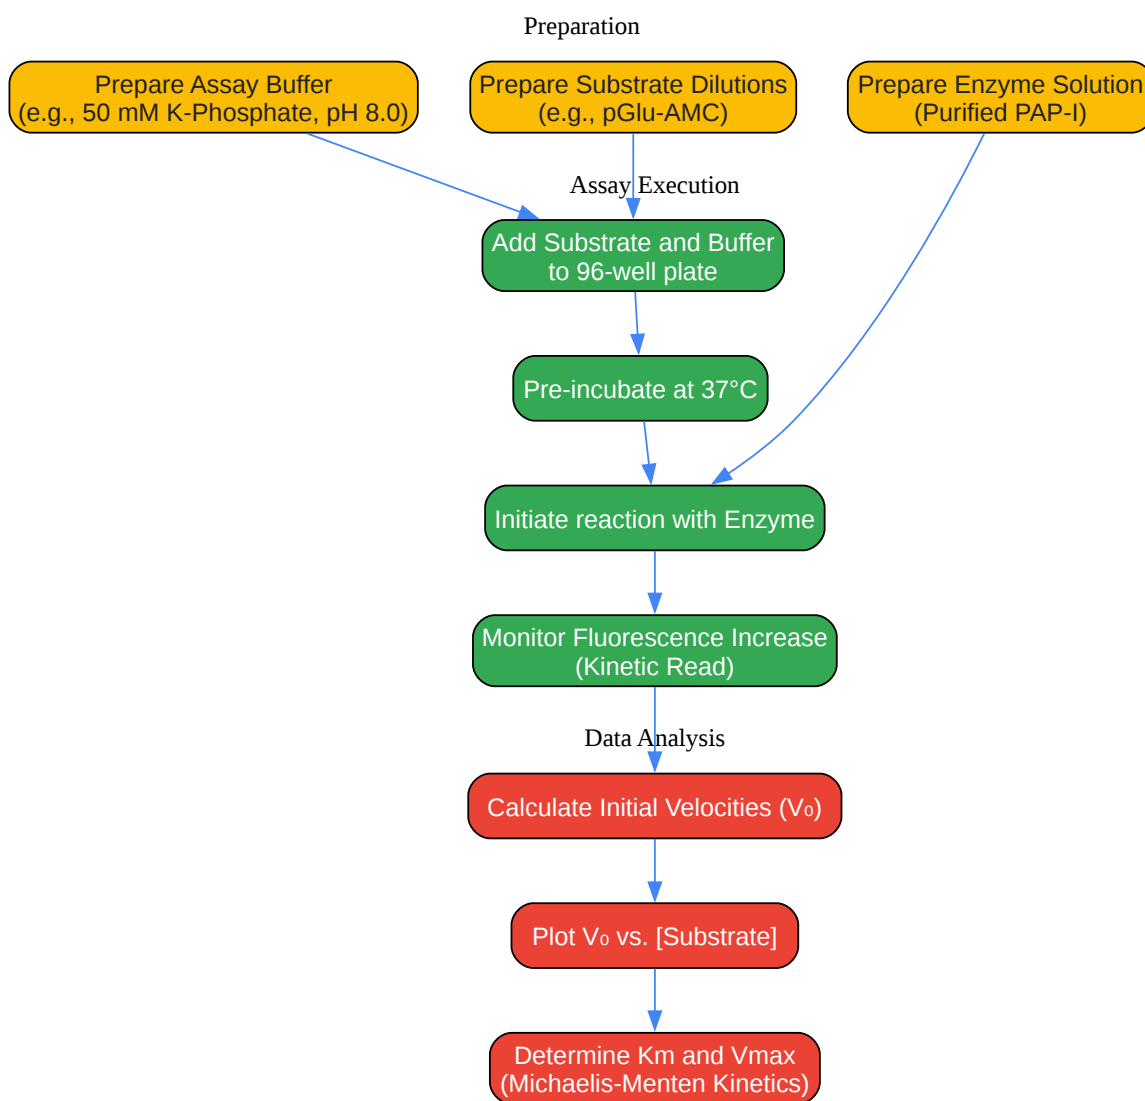 Preparation
Prepare Assay Buffer
(e.g., 50 mM K-Phosphate, pH 8.0)
Prepare Substrate Dilutions
(e.g., pGlu-AMC)
Prepare Enzyme Solution
(Purified PAP-I)
Assay Execution
Add Substrate and Buffer
to 96-well plate
Pre-incubate at 37°C
Initiate reaction with Enzyme
Monitor Fluorescence Increase
(Kinetic Read)
Data Analysis
Calculate Initial Velocities (V₀)
Plot V₀ vs. [Substrate]
Determine Km and Vmax
(Michaelis-Menten Kinetics)